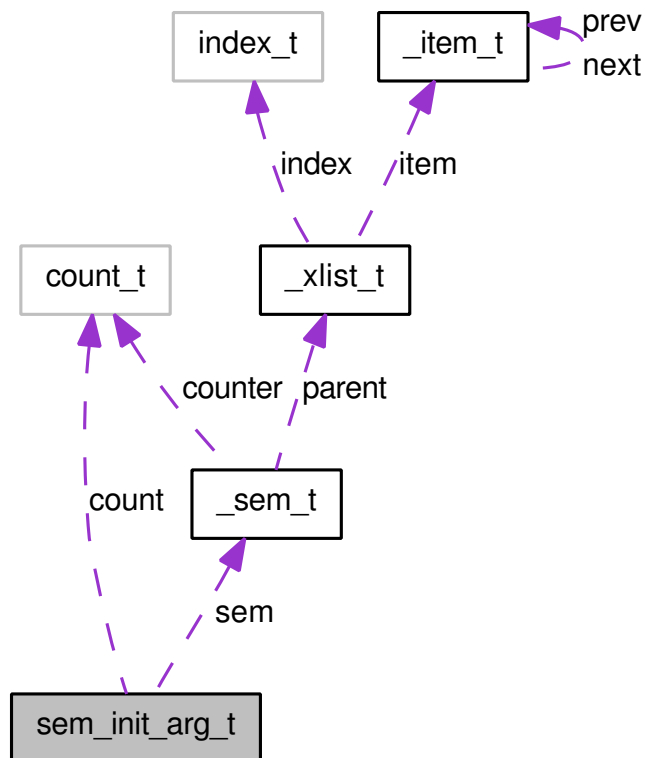 index_t
_item_t
prev
next
index
item
count_t
_xlist_t
counter
parent
count
_sem_t
sem
sem_init_arg_t